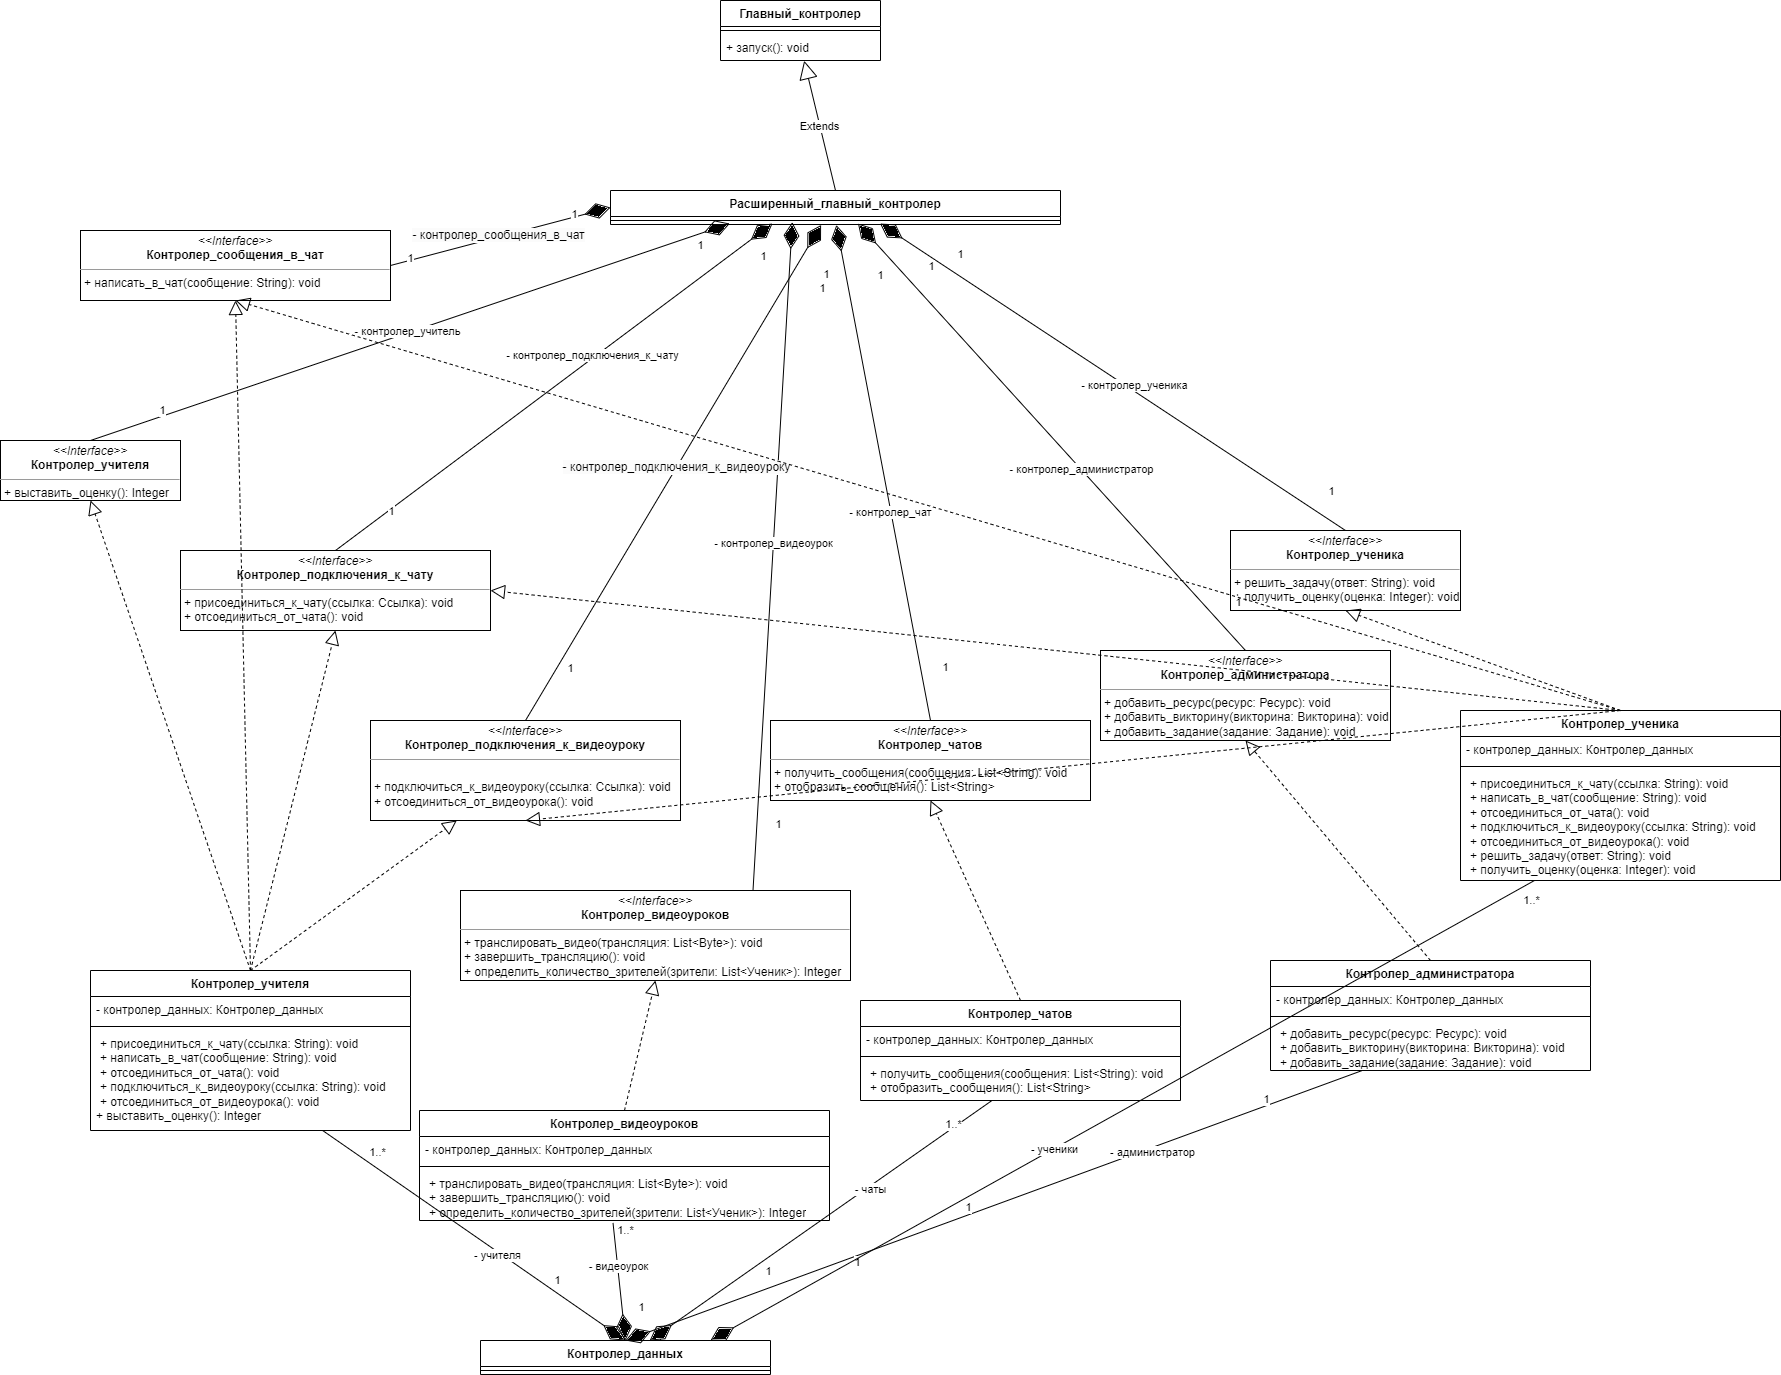 Главный_контролер
+ запуск(): void
Extends
Расширенный_главный_контролер
1
- контролер_сообщения_в_чат
1
<<Interface>>
Контролер_сообщения_в_чат
+ написать_в_чат(сообщение: String): void
1
1
1
1
1
1
1
1
- контролер_учитель
- контролер_подключения_к_чату
- контролер_ученика
1
<<Interface>>
Контролер_учителя
+ выставить_оценку(): Integer
- контролер_подключения_к_видеоуроку
- контролер_администратор
1
1
- контролер_чат
- контролер_видеоурок
<<Interface>>
Контролер_ученика
+ решить_задачу(ответ: String): void
+ получить_оценку(оценка: Integer): void
1
<<Interface>>
Контролер_подключения_к_чату
+ присоединиться_к_чату(ссылка: Ссылка): void
+ отсоединиться_от_чата(): void
1
1
<<Interface>>
Контролер_администратора
+ добавить_ресурс(ресурс: Ресурс): void
+ добавить_викторину(викторина: Викторина): void
+ добавить_задание(задание: Задание): void
<<Interface>>
Контролер_подключения_к_видеоуроку
+ подключиться_к_видеоуроку(ссылка: Ссылка): void
+ отсоединиться_от_видеоурока(): void
<<Interface>>
Контролер_чатов
+ получить_сообщения(сообщения: List<String): void
+ отобразить_сообщения(): List<String>
Контролер_ученика
- контролер_данных: Контролер_данных
+ присоединиться_к_чату(ссылка: String): void
+ написать_в_чат(сообщение: String): void
+ отсоединиться_от_чата(): void
+ подключиться_к_видеоуроку(ссылка: String): void
+ отсоединиться_от_видеоурока(): void
+ решить_задачу(ответ: String): void
+ получить_оценку(оценка: Integer): void
1
1..*
<<Interface>>
Контролер_видеоуроков
+ транслировать_видео(трансляция: List<Byte>): void
+ завершить_трансляцию(): void
+ определить_количество_зрителей(зрители: List<Ученик>): Integer
Контролер_учителя
- контролер_данных: Контролер_данных
+ присоединиться_к_чату(ссылка: String): void
+ написать_в_чат(сообщение: String): void
+ отсоединиться_от_чата(): void
+ подключиться_к_видеоуроку(ссылка: String): void
+ отсоединиться_от_видеоурока(): void
+ выставить_оценку(): Integer
Контролер_администратора
- контролер_данных: Контролер_данных
+ добавить_ресурс(ресурс: Ресурс): void
+ добавить_викторину(викторина: Викторина): void
+ добавить_задание(задание: Задание): void
Контролер_чатов
- контролер_данных: Контролер_данных
+ получить_сообщения(сообщения: List<String): void
+ отобразить_сообщения(): List<String>
1
1..*
Контролер_видеоуроков
- контролер_данных: Контролер_данных
+ транслировать_видео(трансляция: List<Byte>): void
+ завершить_трансляцию(): void
+ определить_количество_зрителей(зрители: List<Ученик>): Integer
1..*
- ученики
- администратор
- чаты
1
1..*
- учителя
- видеоурок
1
1
1
1
Контролер_данных